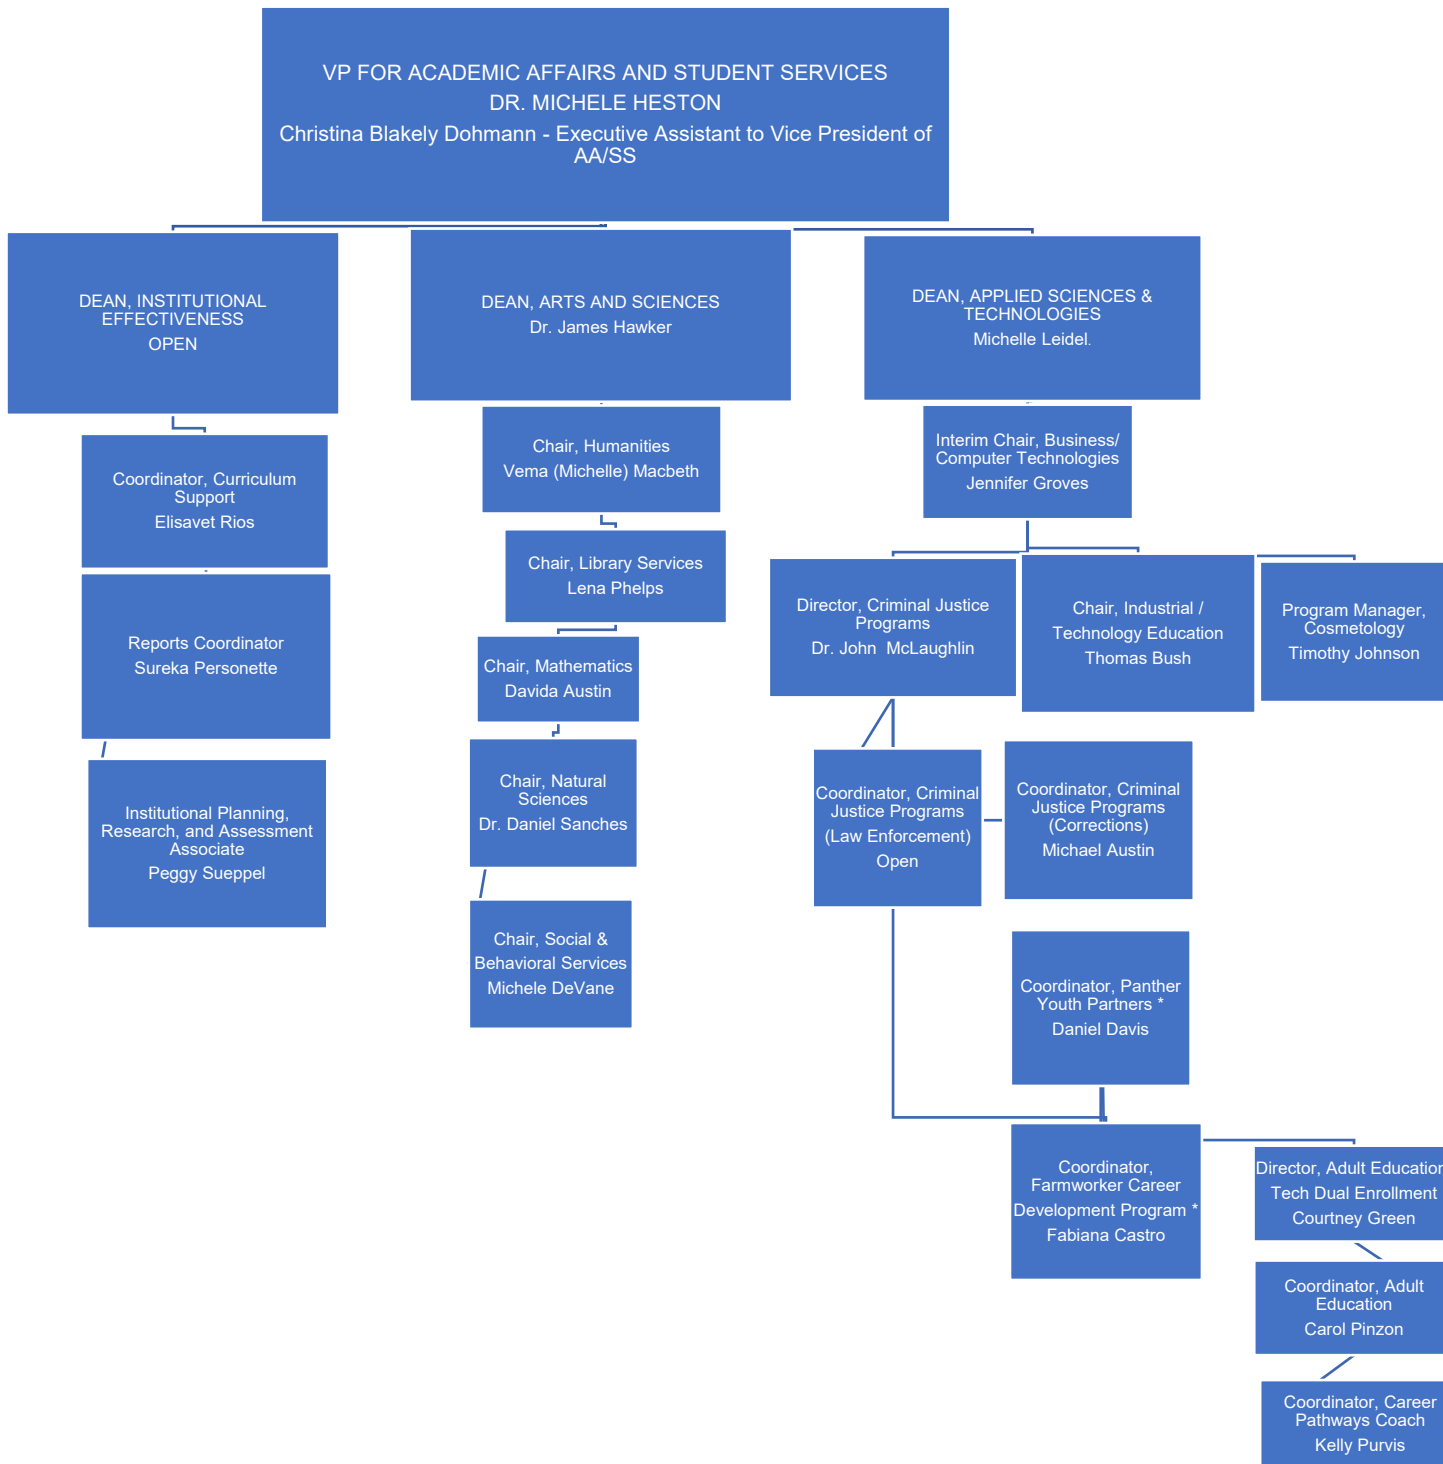 VP FOR ACADEMIC AFFAIRS AND STUDENT SERVICES
DR. MICHELE HESTON
Christina Blakely Dohmann - Executive Assistant to Vice President of
AA/SS
DEAN, INSTITUTIONAL
EFFECTIVENESS
OPEN
DEAN, ARTS AND SCIENCES
Dr. James Hawker
DEAN, APPLIED SCIENCES &
TECHNOLOGIES
Michelle Leidel.
Coordinator, Curriculum
Support
Elisavet Rios
Reports Coordinator
Sureka Personette
Institutional Planning,
Research, and Assessment
Associate
Peggy Sueppel
Chair, Humanities
Vema (Michelle) Macbeth
Chair, Library Services
Lena Phelps
Chair, Mathematics
Davida Austin
Chair, Natural
Sciences
Dr. Daniel Sanches
Chair, Social &
Behavioral Services
Michele DeVane
Interim Chair, Business/
Computer Technologies
Jennifer Groves
Director, Criminal Justice
Programs
Dr. John  McLaughlin
Chair, Industrial /
Technology Education
Thomas Bush
Program Manager,
Cosmetology
Timothy Johnson
Coordinator, Criminal
Justice Programs
(Law Enforcement)
Open
Coordinator, Criminal
Justice Programs
(Corrections)
Michael Austin
Coordinator, Panther
Youth Partners *
Daniel Davis
Coordinator,
Farmworker Career
Development Program *
Fabiana Castro
Director, Adult Education
Tech Dual Enrollment
Courtney Green
Coordinator, Adult
Education
Carol Pinzon
Coordinator, Career
Pathways Coach
Kelly Purvis